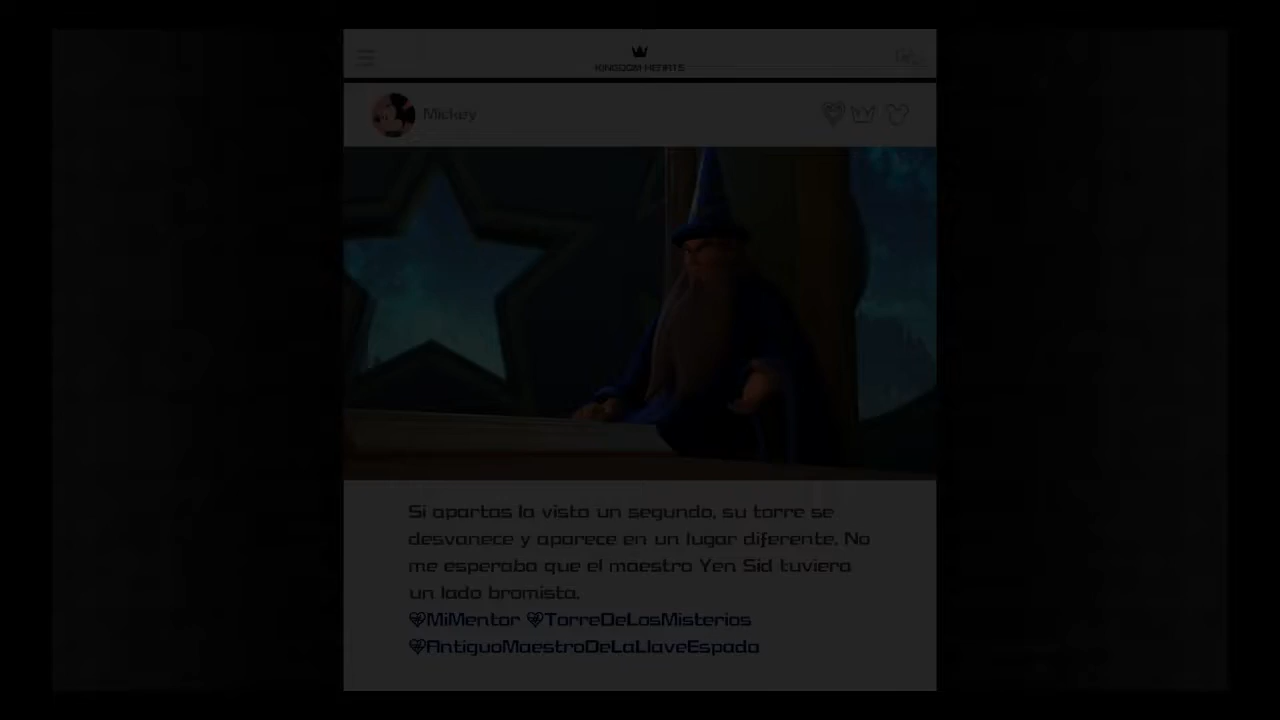 KINGDOM HEARTS
Mickey
Si apartas la vista un segundo, su torre se
desvanece y aparece en un lugar diferente. No
me esperaba que el maestro Yen Sid tuviera
un lado bromista.
MiMentor TorreDeLosMisterios
AntiguoMaestroDeLaLlaveEspada